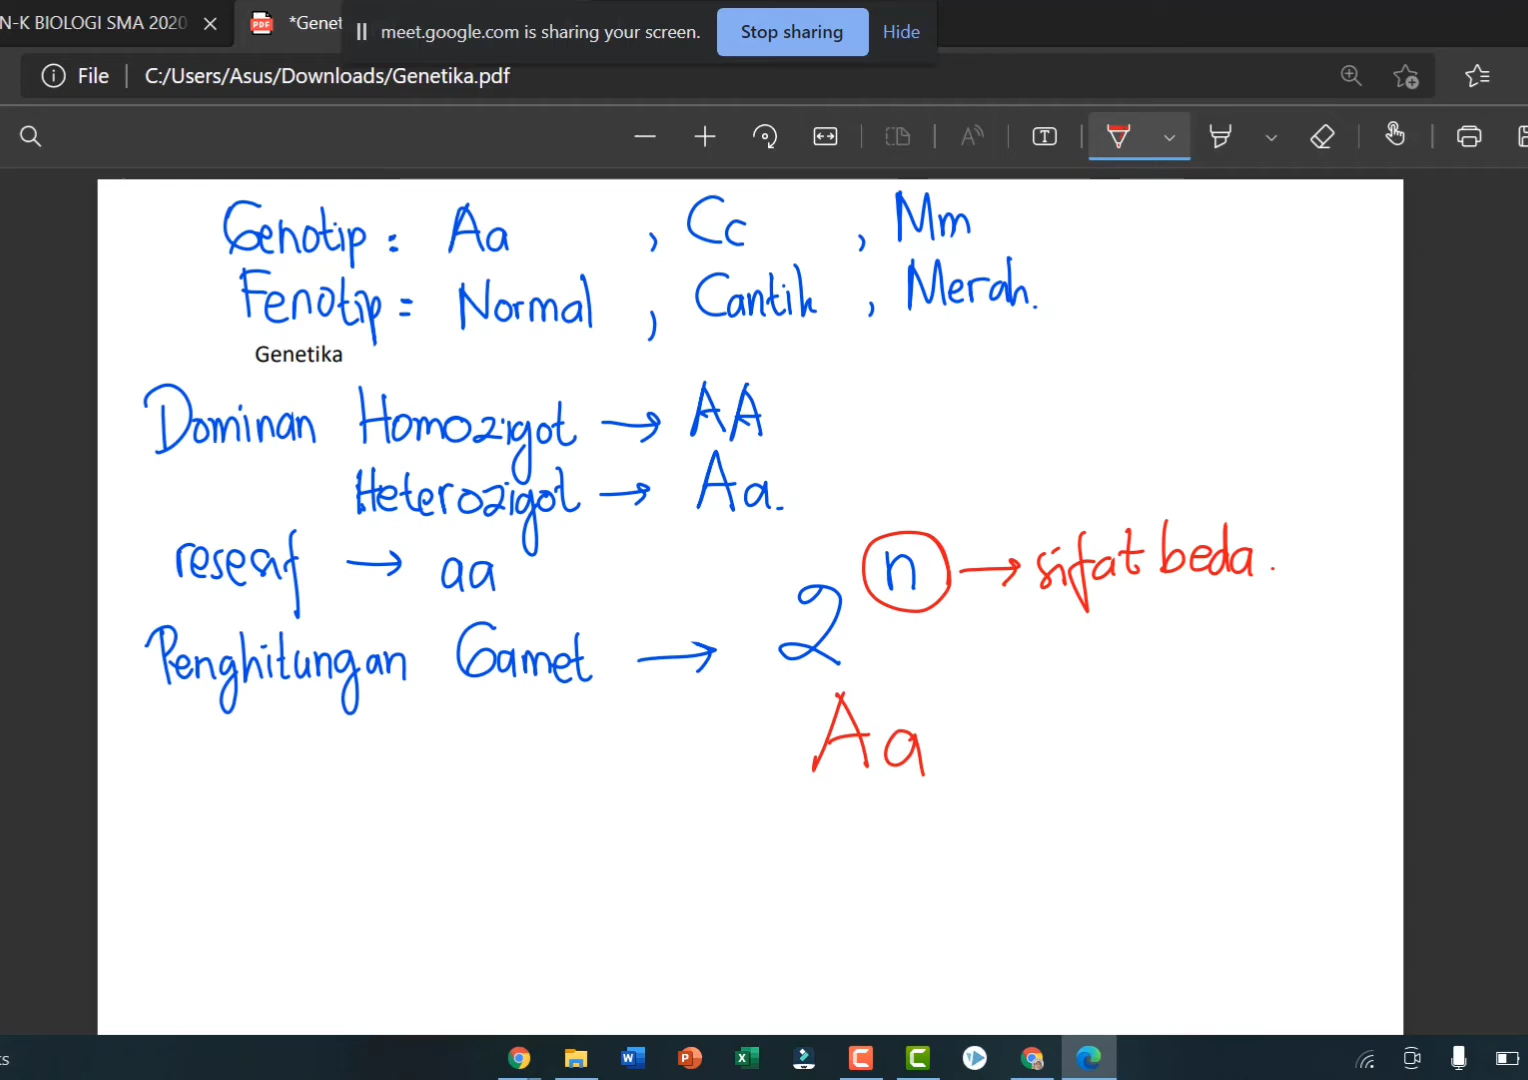 N-K BIOLOGI SMA 2020
*Genet
meet.google.com is sharing your screen.
Stop sharing
Hide
File
C:/Users/Asus/Downloads/Genetika.pdf
Genotip = Aa , Cc , Mm
Fenotip = Normal , Cantik , Merah.
Genetika
Dominan Homozigot → AA
Heterozigot → Aa.
resesif → aa
n → sifat beda.
Penghitungan Gamet → 2
Aa